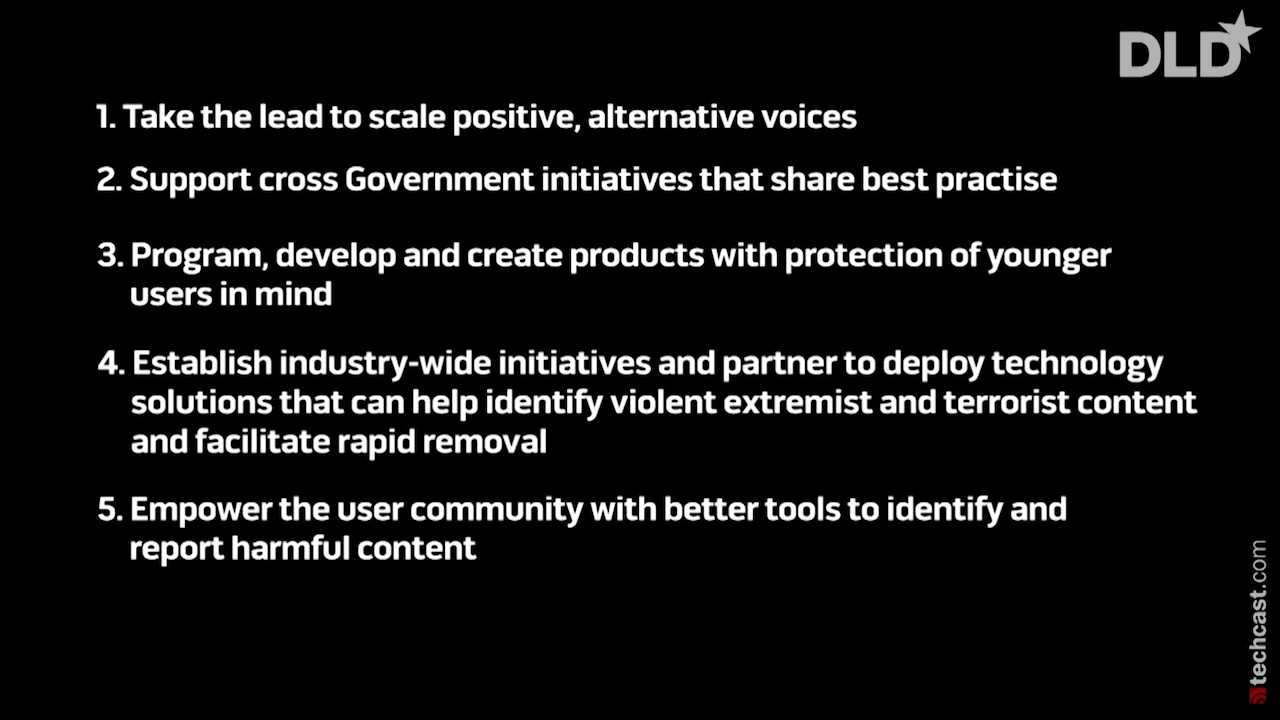 DLD
1. Take the lead to scale positive, alternative voices
2. Support cross Government initiatives that share best practise
3. Program, develop and create products with protection of younger
users in mind
4. Establish industry-wide initiatives and partner to deploy technology
solutions that can help identify violent extremist and terrorist content
and facilitate rapid removal
5. Empower the user community with better tools to identify and
report harmful content
techcast.com